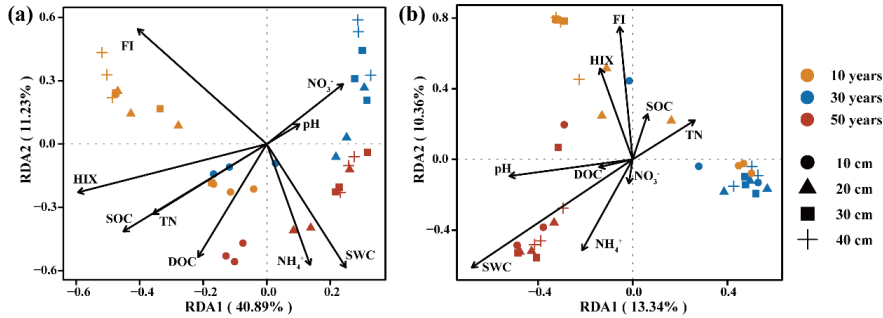 (a)
0.6
0.3
0.0
-0.3
-0.6
RDA2 ( 11.23% )
FI
NO₃⁻
pH
HIX
SOC
TN
DOC
NH₄⁺
SWC
-0.6 -0.4 -0.2 0.0 0.2
RDA1 ( 40.89% )
(b)
0.8
0.4
0.0
-0.4
RDA2 ( 10.36% )
FI
HIX
SOC
TN
pH
DOC
NO₃⁻
NH₄⁺
SWC
-0.4 0.0 0.4
RDA1 ( 13.34% )
10 years
30 years
50 years
10 cm
20 cm
30 cm
40 cm